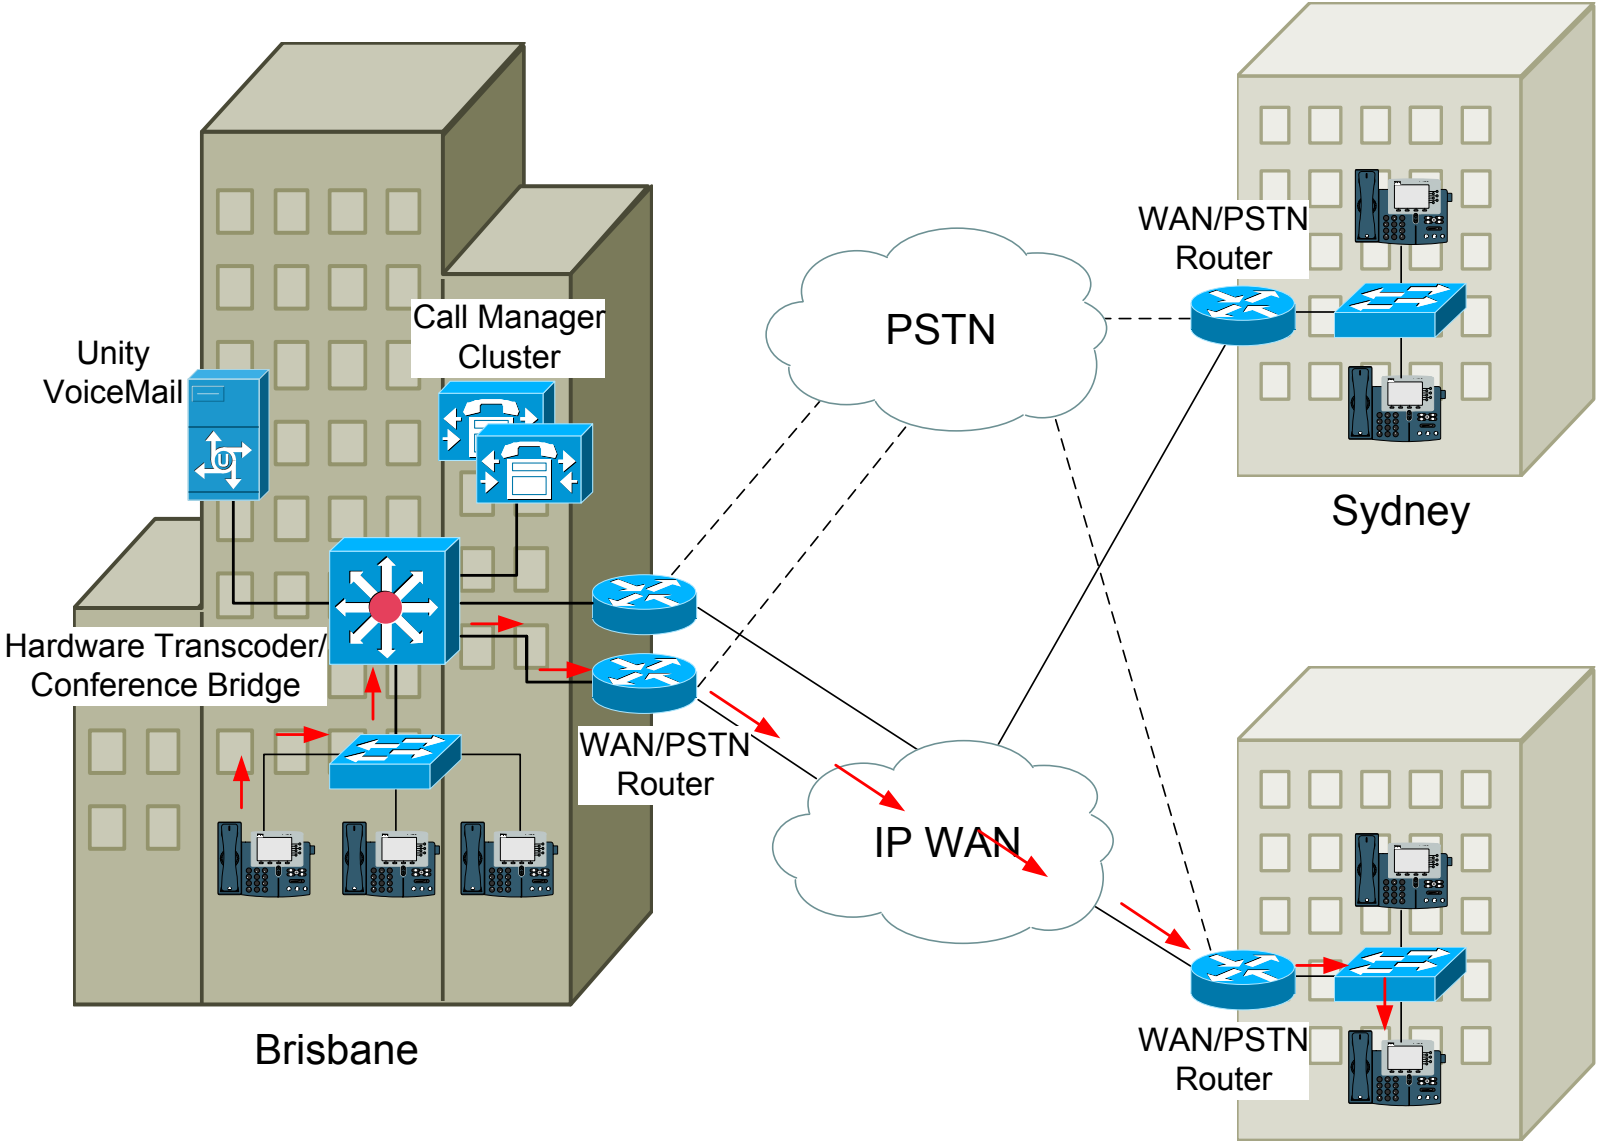 WAN/PSTN
Router
PSTN
Call Manager
Cluster
Unity
VoiceMail
U
Sydney
Hardware Transcoder/
Conference Bridge
WAN/PSTN
Router
IP WAN
Brisbane
WAN/PSTN
Router